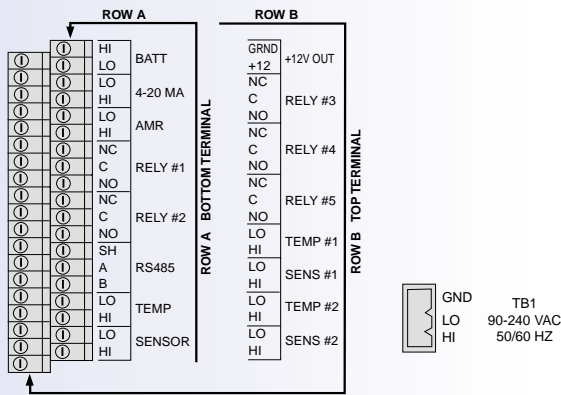 ROW A
HI
LO
BATT
LO
HI
4-20 MA
LO
HI
AMR
NC
C
NO
RELY #1
NC
C
NO
RELY #2
SH
A
B
RS485
LO
HI
TEMP
LO
HI
SENSOR
ROW A BOTTOM TERMINAL
ROW B
GRND
+12
+12V OUT
NC
C
NO
RELY #3
NC
C
NO
RELY #4
NC
C
NO
RELY #5
LO
HI
TEMP #1
LO
HI
SENS #1
LO
HI
TEMP #2
LO
HI
SENS #2
ROW B TOP TERMINAL
GND
LO
HI
TB1
90-240 VAC
50/60 HZ